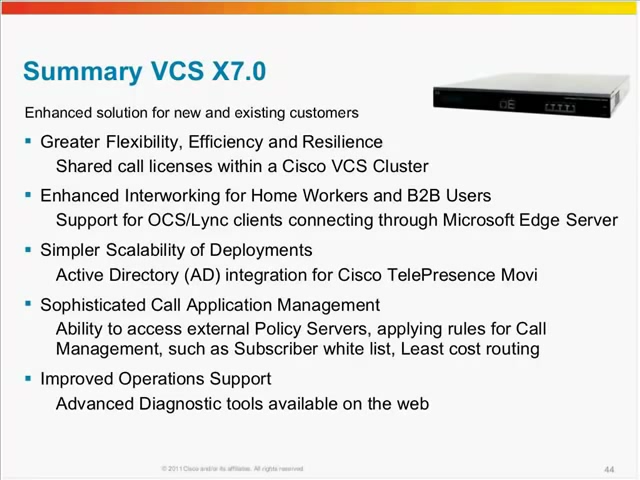 Summary VCS X7.0
Enhanced solution for new and existing customers
Greater Flexibility, Efficiency and Resilience
Shared call licenses within a Cisco VCS Cluster
Enhanced Interworking for Home Workers and B2B Users
Support for OCS/Lync clients connecting through Microsoft Edge Server
Simpler Scalability of Deployments
Active Directory (AD) integration for Cisco TelePresence Movi
Sophisticated Call Application Management
Ability to access external Policy Servers, applying rules for Call
Management, such as Subscriber white list, Least cost routing
Improved Operations Support
Advanced Diagnostic tools available on the web
© 2011 Cisco and/or its affiliates. All rights reserved.
44